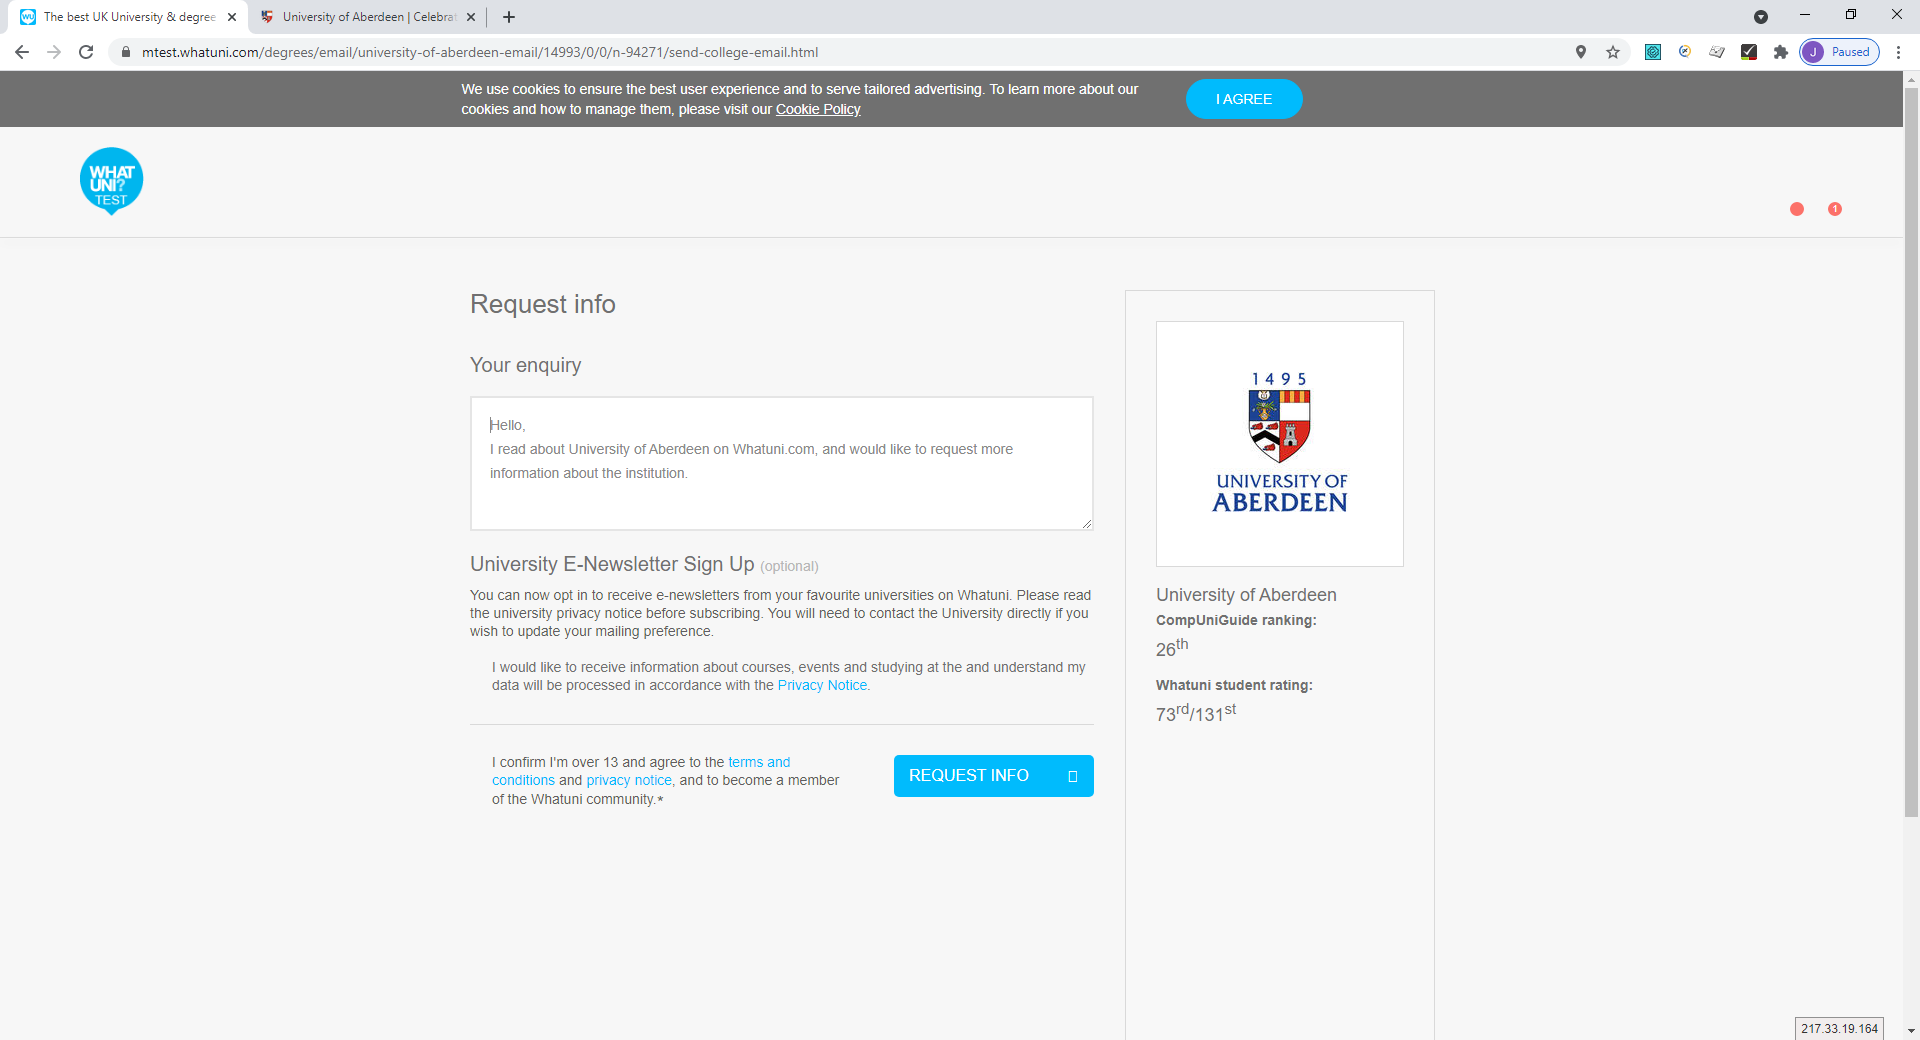 The best UK University & degree
University of Aberdeen | Celebrat
mtest.whatuni.com/degrees/email/university-of-aberdeen-email/14993/0/0/n-94271/send-college-email.html
J Paused
We use cookies to ensure the best user experience and to serve tailored advertising. To learn more about our
cookies and how to manage them, please visit our Cookie Policy
I AGREE
WHAT
UNI?
TEST
1
Request info
Your enquiry
Hello,
I read about University of Aberdeen on Whatuni.com, and would like to request more
information about the institution.
University E-Newsletter Sign Up (optional)
You can now opt in to receive e-newsletters from your favourite universities on Whatuni. Please read
the university privacy notice before subscribing. You will need to contact the University directly if you
wish to update your mailing preference.
I would like to receive information about courses, events and studying at the and understand my
data will be processed in accordance with the Privacy Notice.
I confirm I'm over 13 and agree to the terms and
conditions and privacy notice, and to become a member
of the Whatuni community.*
REQUEST INFO
1495
UNIVERSITY OF
ABERDEEN
University of Aberdeen
CompUniGuide ranking:
26th
Whatuni student rating:
73rd/131st
217.33.19.164